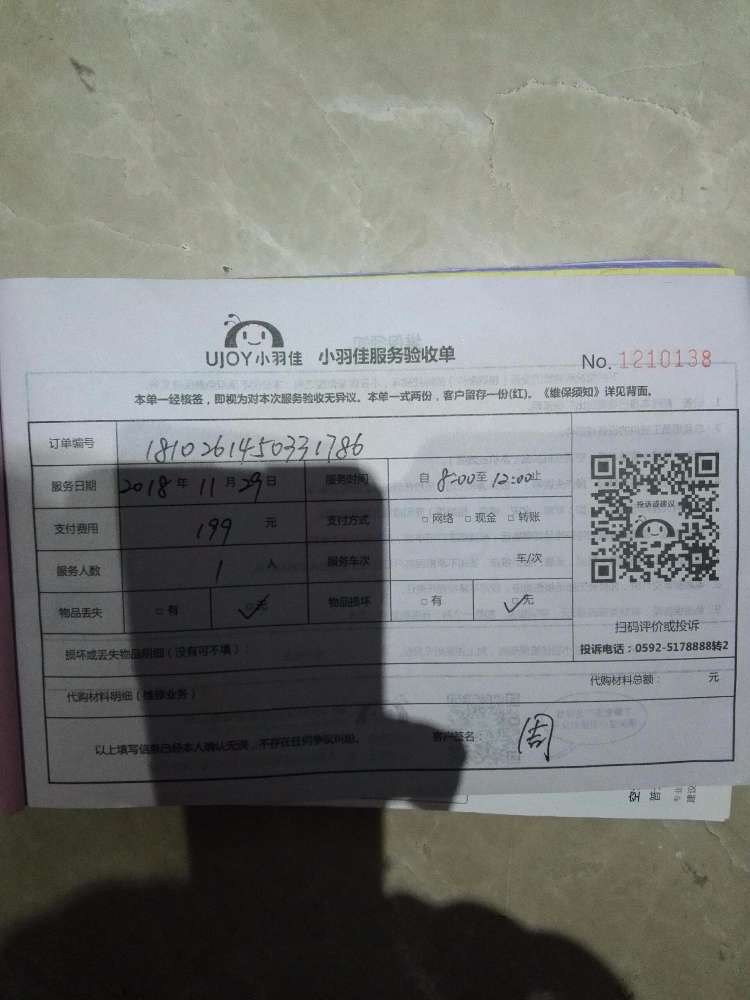 UJOY小羽佳 小羽佳服务验收单
No. 1210138
本单一经核签，即视为对本次服务验收无异议。本单一式两份，客户留存一份(红)。《维保须知》详见背面。
订单编号 1810261450331786
服务日期 2018 年 11 月 29 日 服务时间 自 8:00 至 12:00 止
支付费用 199 元 支付方式 □ 网络 □ 现金 □ 转账
服务人数 1 人 服务车次 车/次
物品丢失 □ 有 ☑ 无 物品损坏 □ 有 ☑ 无
投诉或建议
扫码评价或投诉
投诉电话：0592-5178888转2
损坏或丢失物品明细（没有可不填）：
代购材料明细（维修业务） 代购材料总额： 元
以上填写信息已经本人确认无误，不存在任何争议纠纷。 客户签名： 周